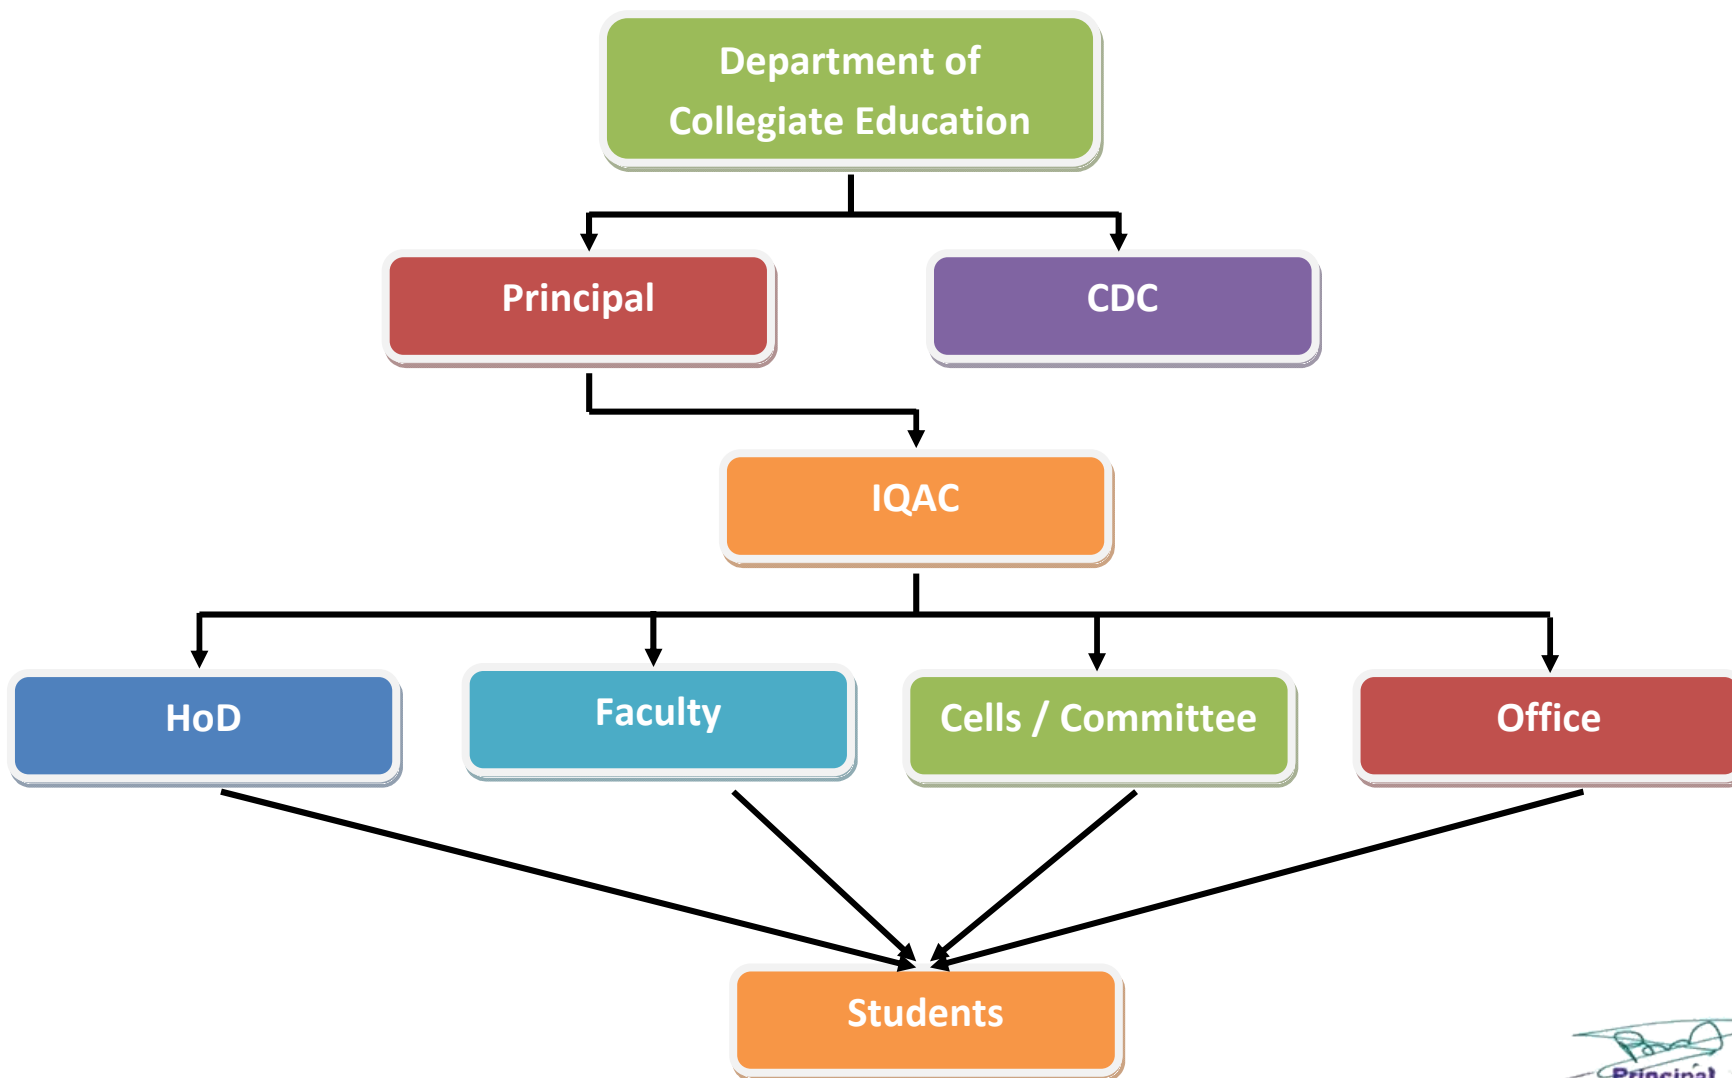 Department of
Collegiate Education
Principal
CDC
IQAC
HoD
Faculty
Cells / Committee
Office
Students
Principal